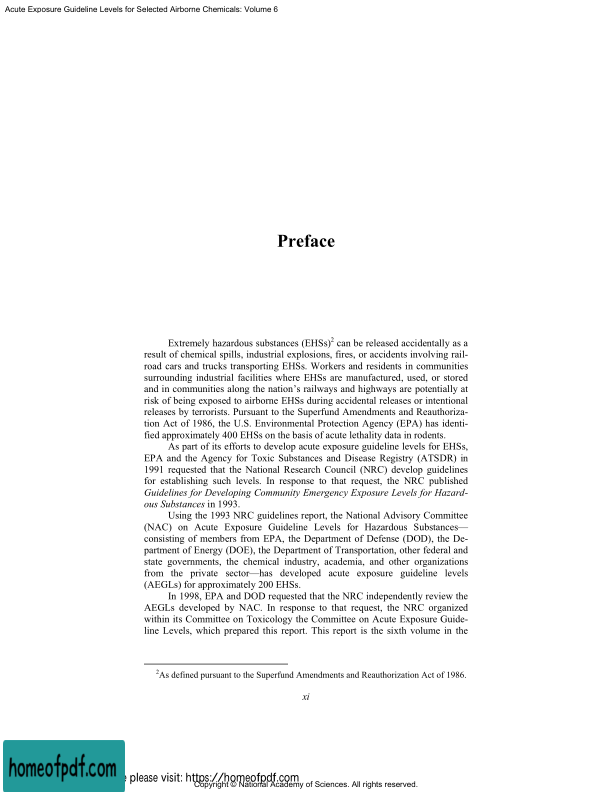 Acute Exposure Guideline Levels for Selected Airborne Chemicals: Volume 6
Preface
Extremely hazardous substances (EHSs)2 can be released accidentally as a
result of chemical spills, industrial explosions, fires, or accidents involving rail-
road cars and trucks transporting EHSs. Workers and residents in communities
surrounding industrial facilities where EHSs are manufactured, used, or stored
and in communities along the nation's railways and highways are potentially at
risk of being exposed to airborne EHSs during accidental releases or intentional
releases by terrorists. Pursuant to the Superfund Amendments and Reauthoriza-
tion Act of 1986, the U.S. Environmental Protection Agency (EPA) has identi-
fied approximately 400 EHSs on the basis of acute lethality data in rodents.
As part of its efforts to develop acute exposure guideline levels for EHSs,
EPA and the Agency for Toxic Substances and Disease Registry (ATSDR) in
1991 requested that the National Research Council (NRC) develop guidelines
for establishing such levels. In response to that request, the NRC published
Guidelines for Developing Community Emergency Exposure Levels for Hazard-
ous Substances in 1993.
Using the 1993 NRC guidelines report, the National Advisory Committee
(NAC) on Acute Exposure Guideline Levels for Hazardous Substances—
consisting of members from EPA, the Department of Defense (DOD), the De-
partment of Energy (DOE), the Department of Transportation, other federal and
state governments, the chemical industry, academia, and other organizations
from the private sector—has developed acute exposure guideline levels
(AEGLs) for approximately 200 EHSs.
In 1998, EPA and DOD requested that the NRC independently review the
AEGLs developed by NAC. In response to that request, the NRC organized
within its Committee on Toxicology the Committee on Acute Exposure Guide-
line Levels, which prepared this report. This report is the sixth volume in the
2As defined pursuant to the Superfund Amendments and Reauthorization Act of 1986.
xi
homeofpdf.com
please visit: https://homeofpdf.com
Copyright © National Academy of Sciences. All rights reserved.